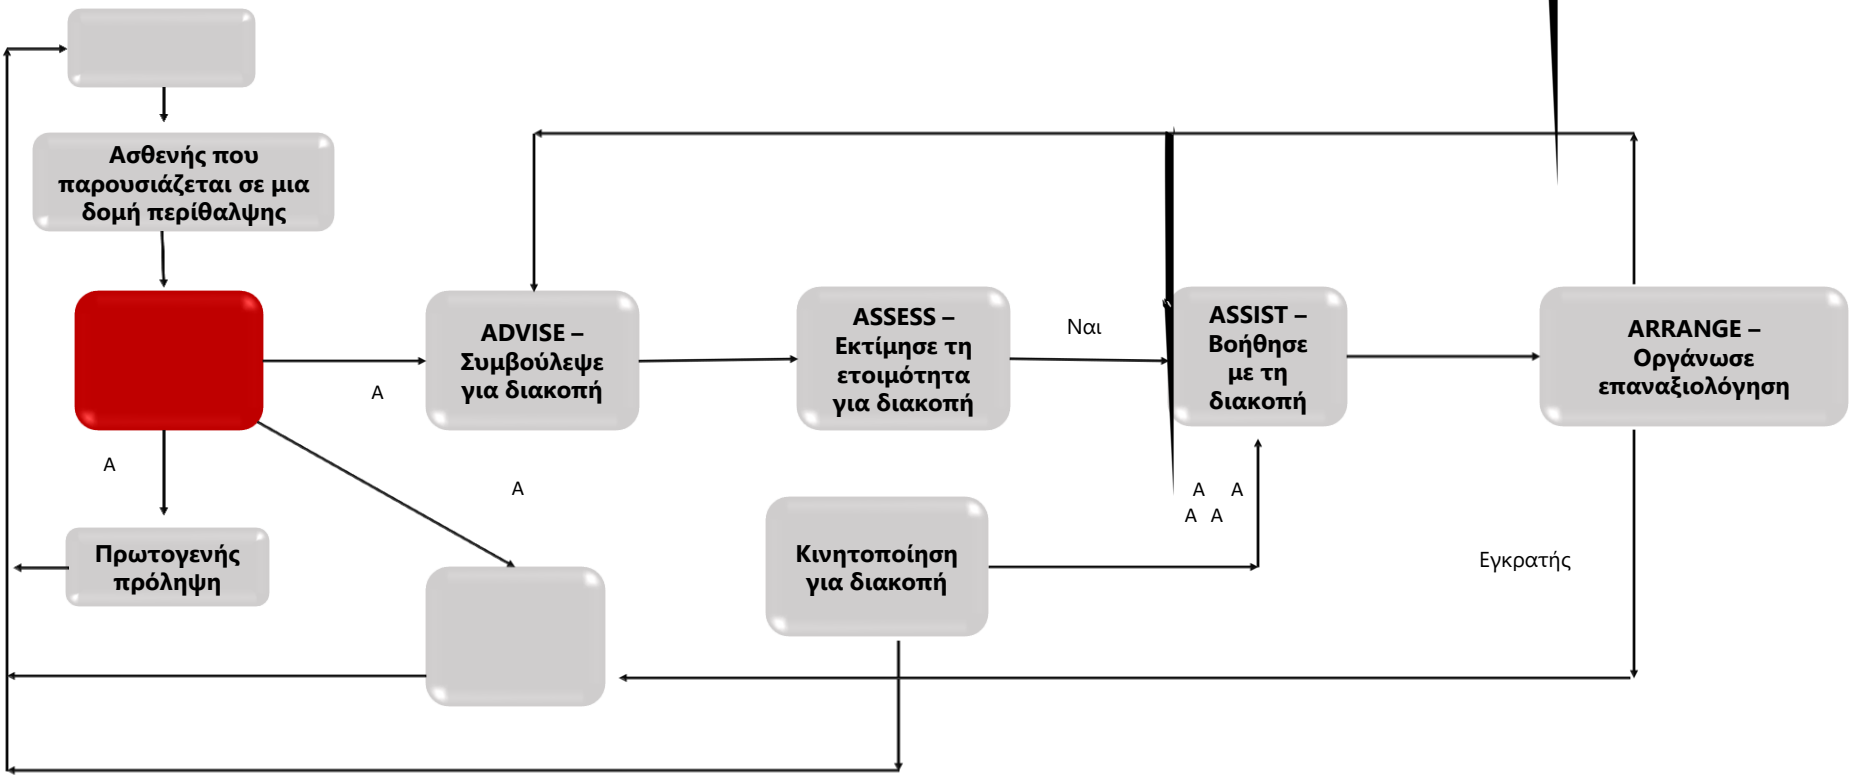 Ασθενής που
παρουσιάζεται σε μια
δομή περίθαλψης
ADVISE –
Συμβούλεψε
για διακοπή
ASSESS –
Εκτίμησε τη
ετοιμότητα
για διακοπή
Ναι
ASSIST –
Βοήθησε
με τη
διακοπή
ARRANGE –
Οργάνωσε
επαναξιολόγηση
Α
Α
Α
Α Α
Α Α
Πρωτογενής
πρόληψη
Κινητοποίηση
για διακοπή
Εγκρατής